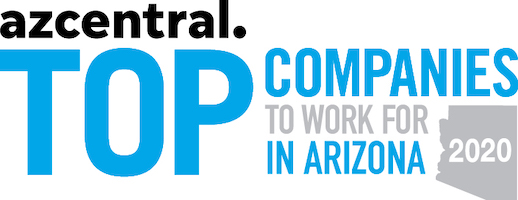 azcentral.
TOP COMPANIES
TO WORK FOR
IN ARIZONA 2020